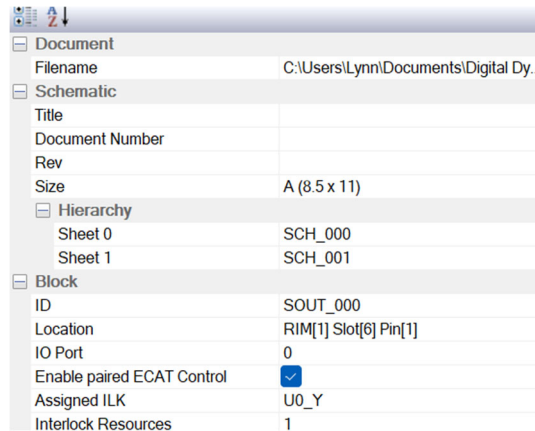 Document
Filename C:\Users\Lynn\Documents\Digital Dy..
Schematic
Title
Document Number
Rev
Size A (8.5 x 11)
Hierarchy
Sheet 0 SCH_000
Sheet 1 SCH_001
Block
ID SOUT_000
Location RIM[1] Slot[6] Pin[1]
IO Port 0
Enable paired ECAT Control
Assigned ILK U0_Y
Interlock Resources 1